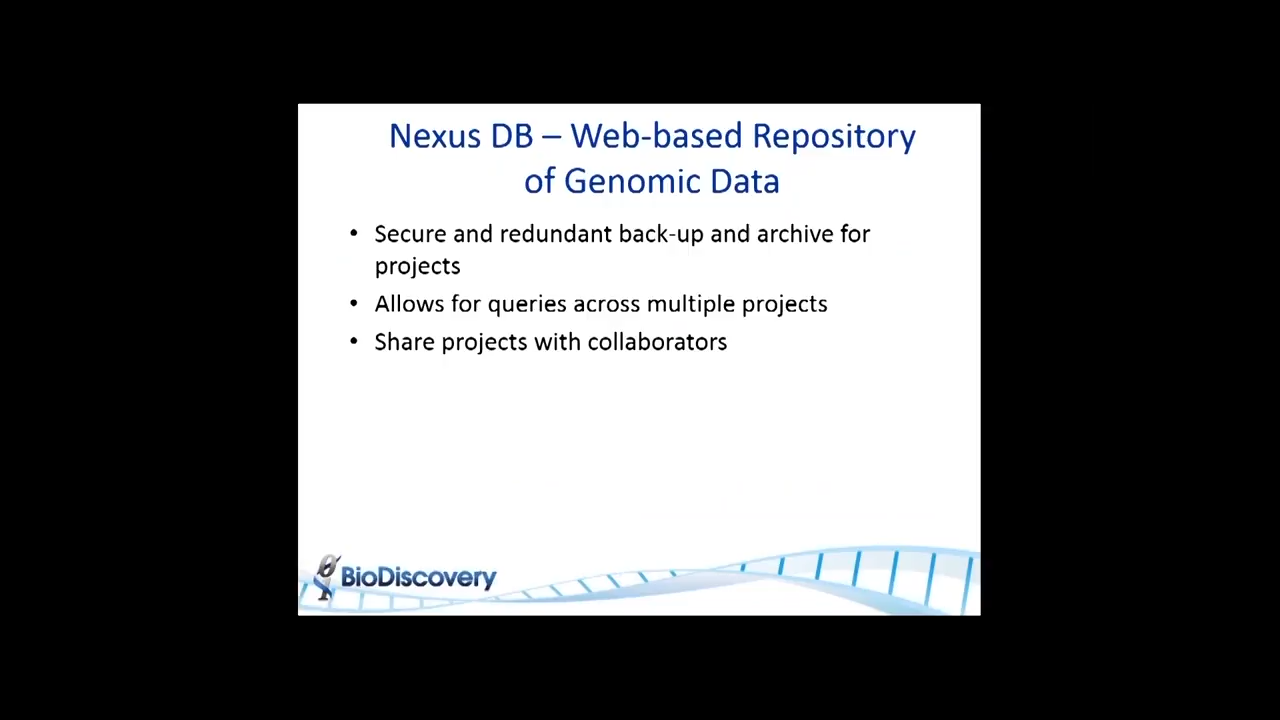 Nexus DB – Web-based Repository
of Genomic Data
• Secure and redundant back-up and archive for
projects
• Allows for queries across multiple projects
• Share projects with collaborators
BioDiscovery